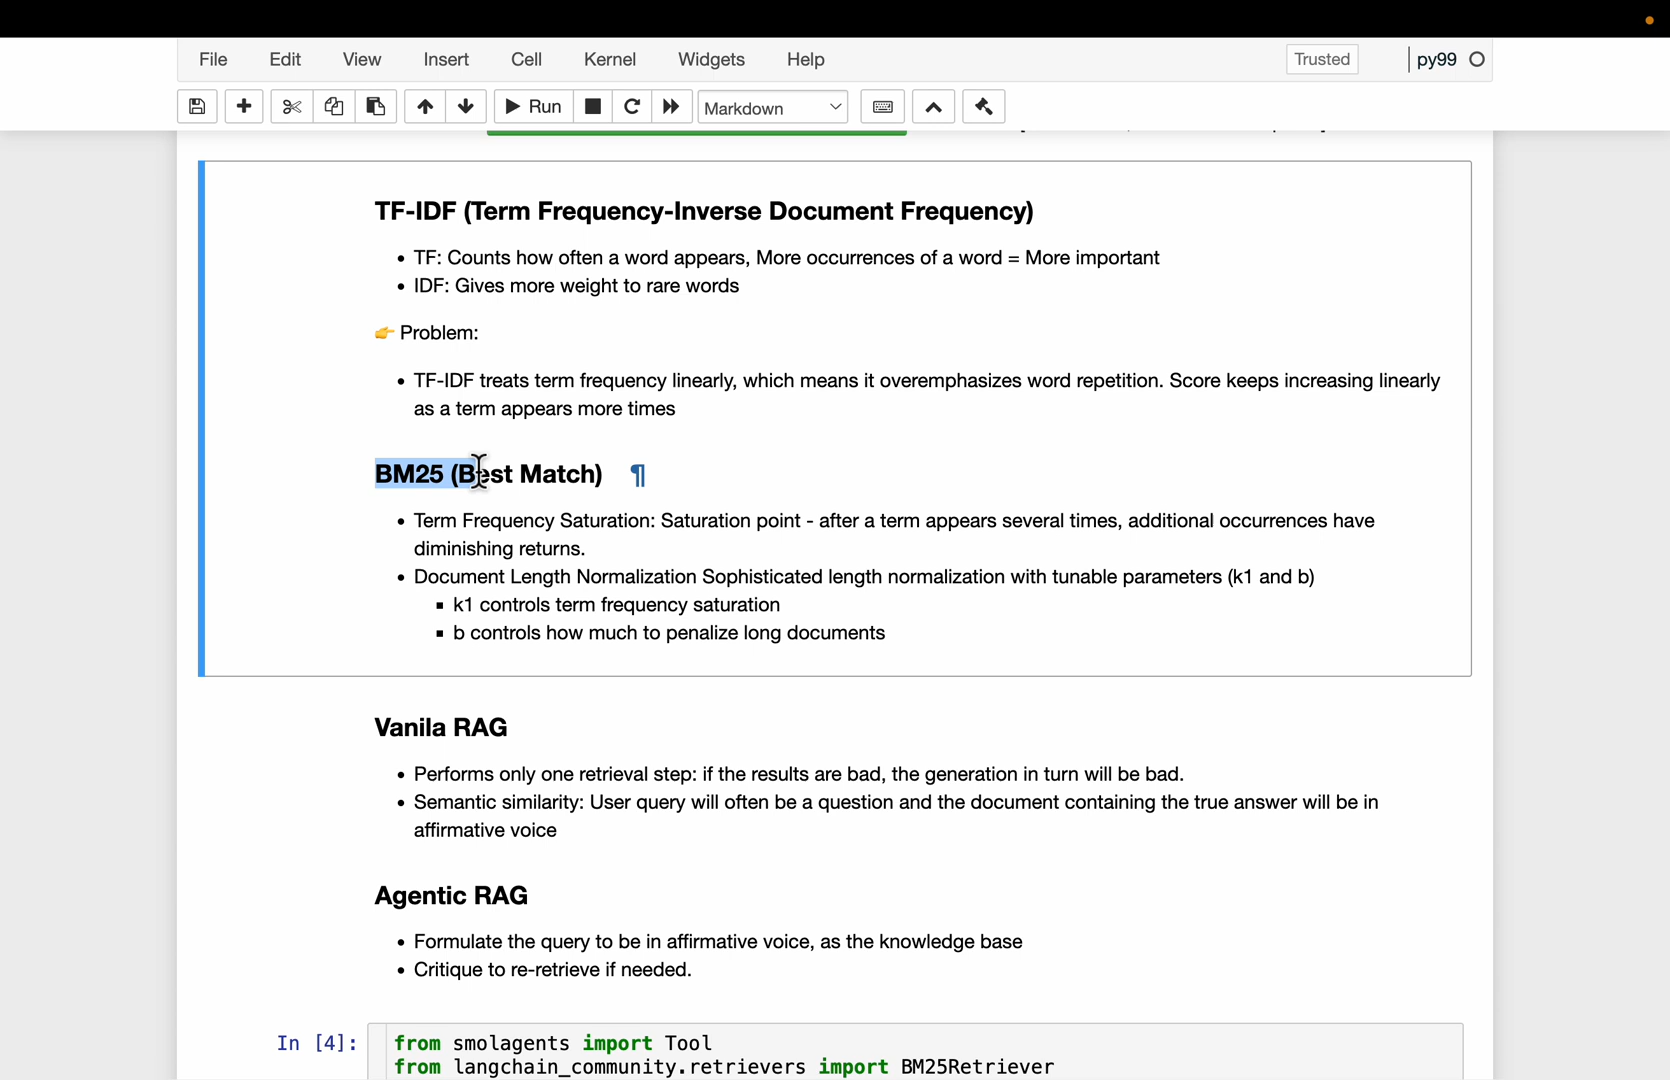 File Edit View Insert Cell Kernel Widgets Help Trusted py99
Run Markdown
TF-IDF (Term Frequency-Inverse Document Frequency)
• TF: Counts how often a word appears, More occurrences of a word = More important
• IDF: Gives more weight to rare words
👉 Problem:
• TF-IDF treats term frequency linearly, which means it overemphasizes word repetition. Score keeps increasing linearly
as a term appears more times
BM25 (Best Match) ¶
• Term Frequency Saturation: Saturation point - after a term appears several times, additional occurrences have
diminishing returns.
• Document Length Normalization Sophisticated length normalization with tunable parameters (k1 and b)
▪ k1 controls term frequency saturation
▪ b controls how much to penalize long documents
Vanila RAG
• Performs only one retrieval step: if the results are bad, the generation in turn will be bad.
• Semantic similarity: User query will often be a question and the document containing the true answer will be in
affirmative voice
Agentic RAG
• Formulate the query to be in affirmative voice, as the knowledge base
• Critique to re-retrieve if needed.
In [4]: from smolagents import Tool
from langchain_community.retrievers import BM25Retriever